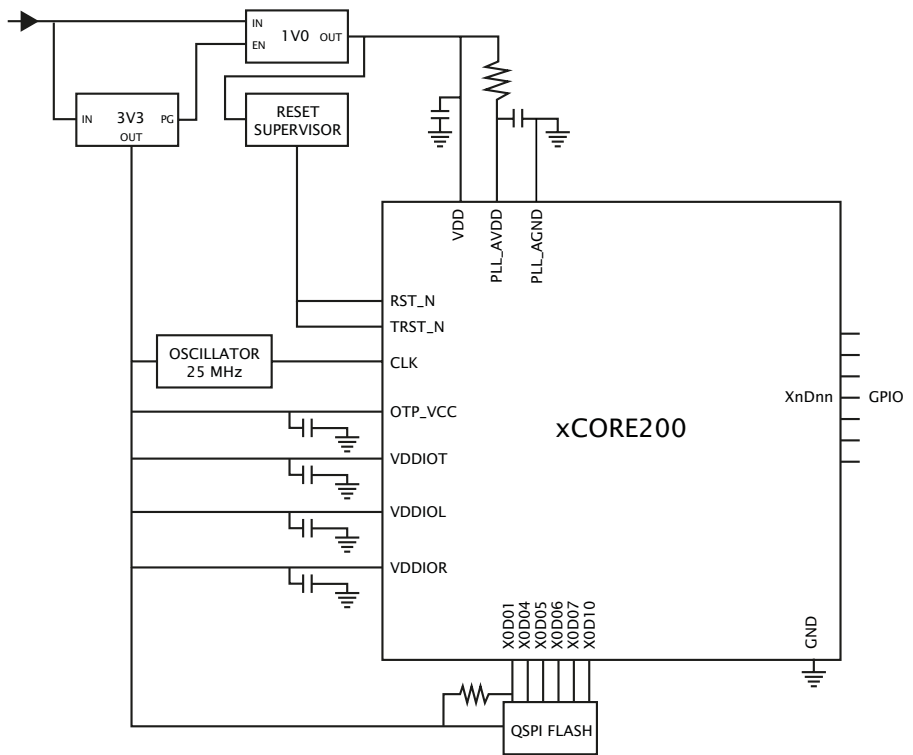 IN
1V0 OUT
EN
IN
3V3
PG
OUT
RESET
SUPERVISOR
VDD
PLL_AVDD
PLL_AGND
RST_N
TRST_N
OSCILLATOR
25 MHz
CLK
XnDnn
GPIO
OTP_VCC
xCORE200
VDDIOT
VDDIOL
VDDIOR
X0D01
X0D04
X0D05
X0D06
X0D07
X0D10
GND
QSPI FLASH